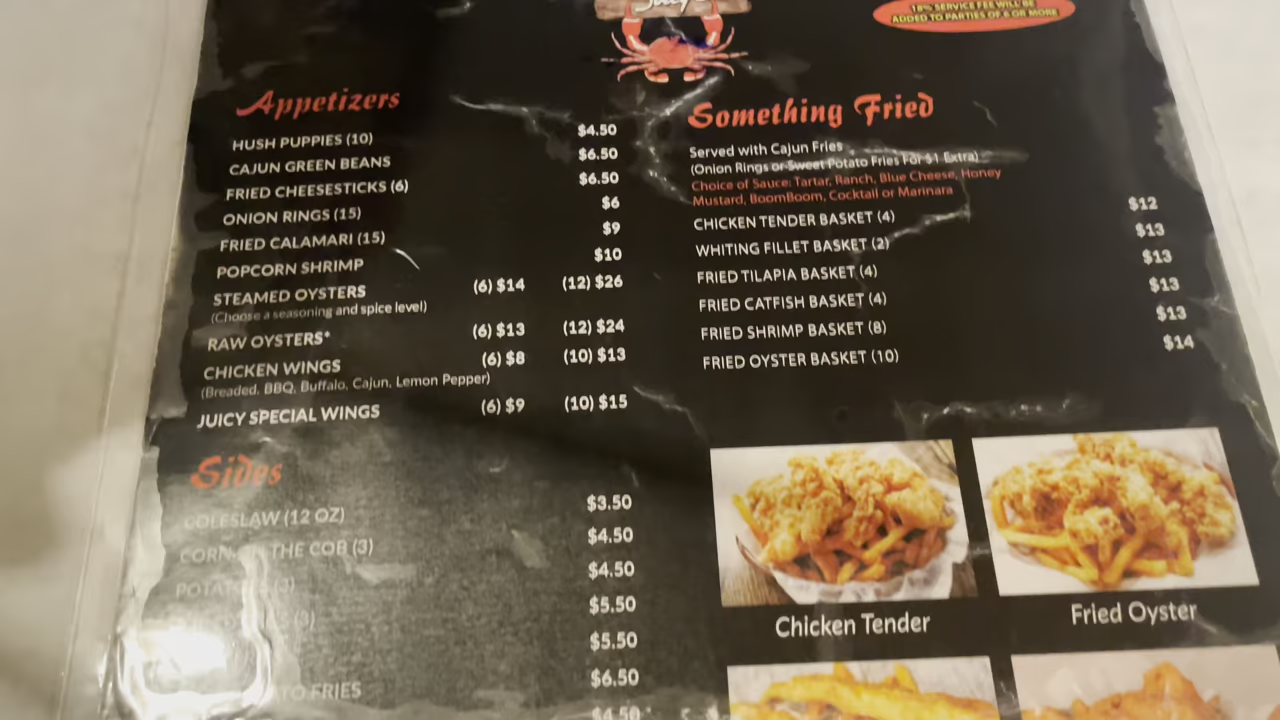 Juicy's
18% SERVICE FEE WILL BE
ADDED TO PARTIES OF 6 OR MORE
Appetizers
HUSH PUPPIES (10) $4.50
CAJUN GREEN BEANS $6.50
FRIED CHEESESTICKS (6) $6.50
ONION RINGS (15) $6
FRIED CALAMARI (15) $9
POPCORN SHRIMP $10
STEAMED OYSTERS (6) $14 (12) $26
(Choose a seasoning and spice level)
RAW OYSTERS* (6) $13 (12) $24
CHICKEN WINGS (6) $8 (10) $13
(Breaded, BBQ, Buffalo, Cajun, Lemon Pepper)
JUICY SPECIAL WINGS (6) $9 (10) $15
Sides
COLESLAW (12 OZ) $3.50
CORN THE COB (3) $4.50
$4.50
$5.50
$5.50
FRIES $6.50
$4.50
Something Fried
Served with Cajun Fries
(Onion Rings or Sweet Potato Fries For $1 Extra)
Choice of Sauce: Tartar, Ranch, Blue Cheese, Honey
Mustard, BoomBoom, Cocktail or Marinara
CHICKEN TENDER BASKET (4) $12
WHITING FILLET BASKET (2) $13
FRIED TILAPIA BASKET (4) $13
FRIED CATFISH BASKET (4) $13
FRIED SHRIMP BASKET (8) $13
FRIED OYSTER BASKET (10) $14
Chicken Tender
Fried Oyster